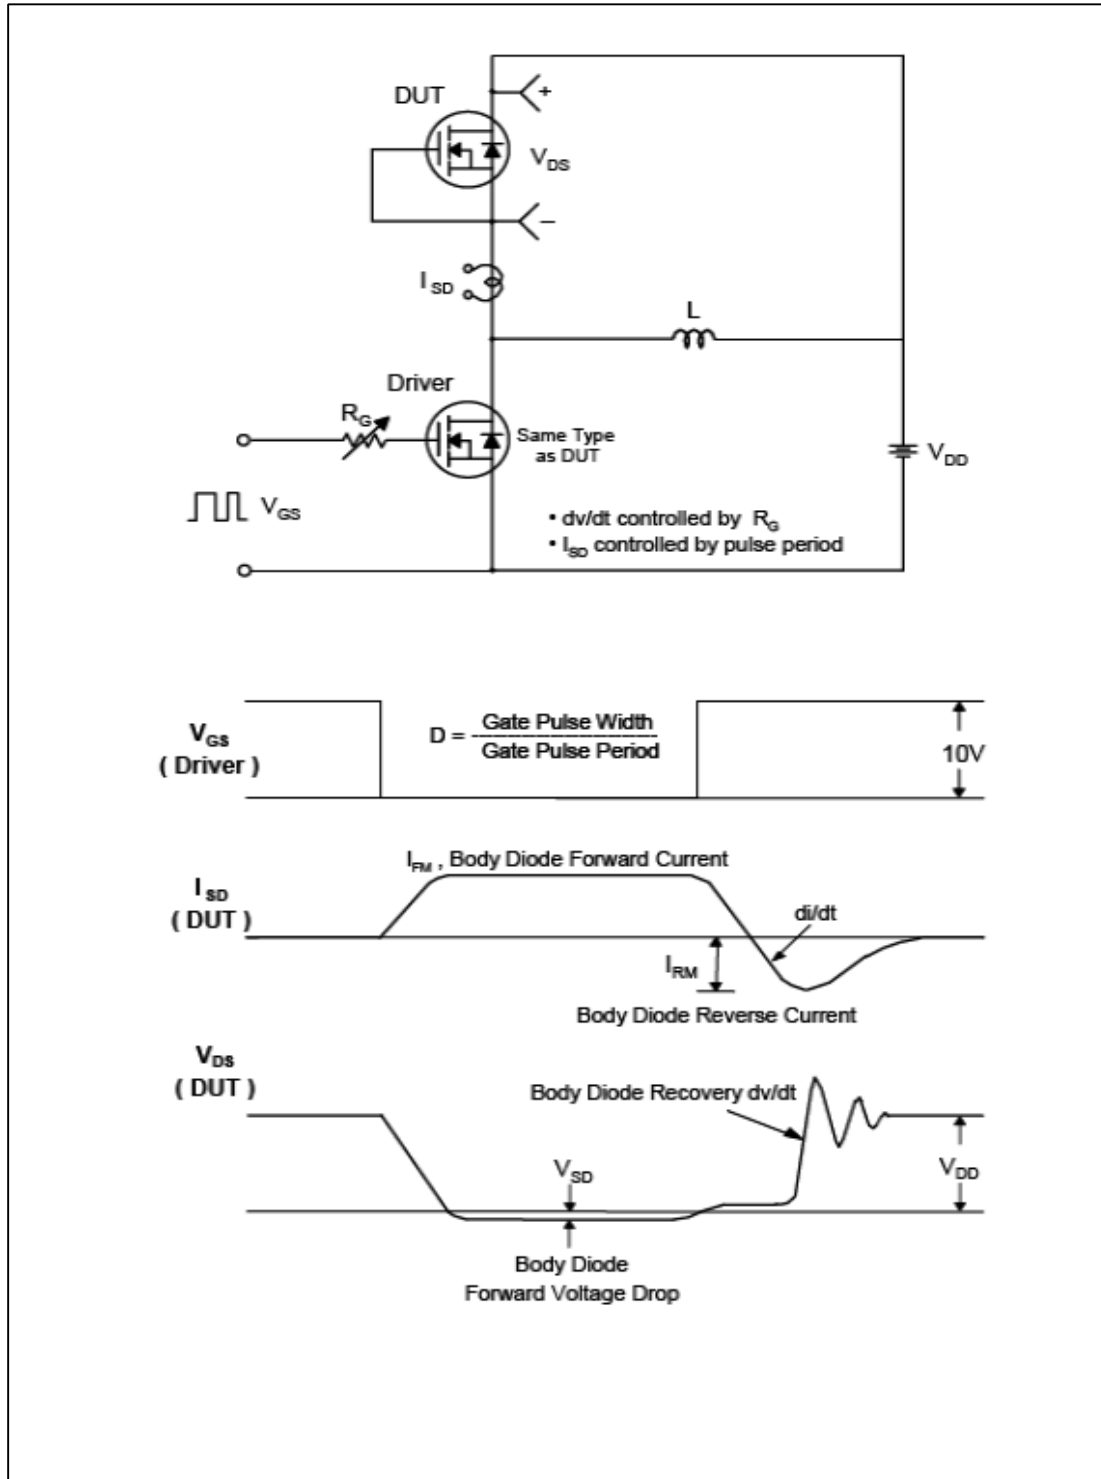 DUT
+
V_DS
−
I_SD
L
Driver
R_G
Same Type
as DUT
V_DD
V_GS
• dv/dt controlled by R_G
• I_SD controlled by pulse period
V_GS
( Driver )
D = Gate Pulse Width
Gate Pulse Period
10V
I_FM , Body Diode Forward Current
I_SD
( DUT )
di/dt
I_RM
Body Diode Reverse Current
V_DS
( DUT )
Body Diode Recovery dv/dt
V_SD
V_DD
Body Diode
Forward Voltage Drop